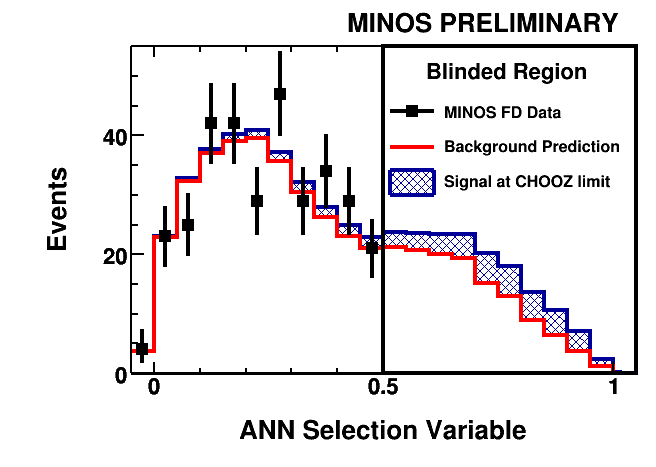 MINOS PRELIMINARY
Blinded Region
MINOS FD Data
Background Prediction
Signal at CHOOZ limit
Events
40
20
0
0 0.5 1
ANN Selection Variable